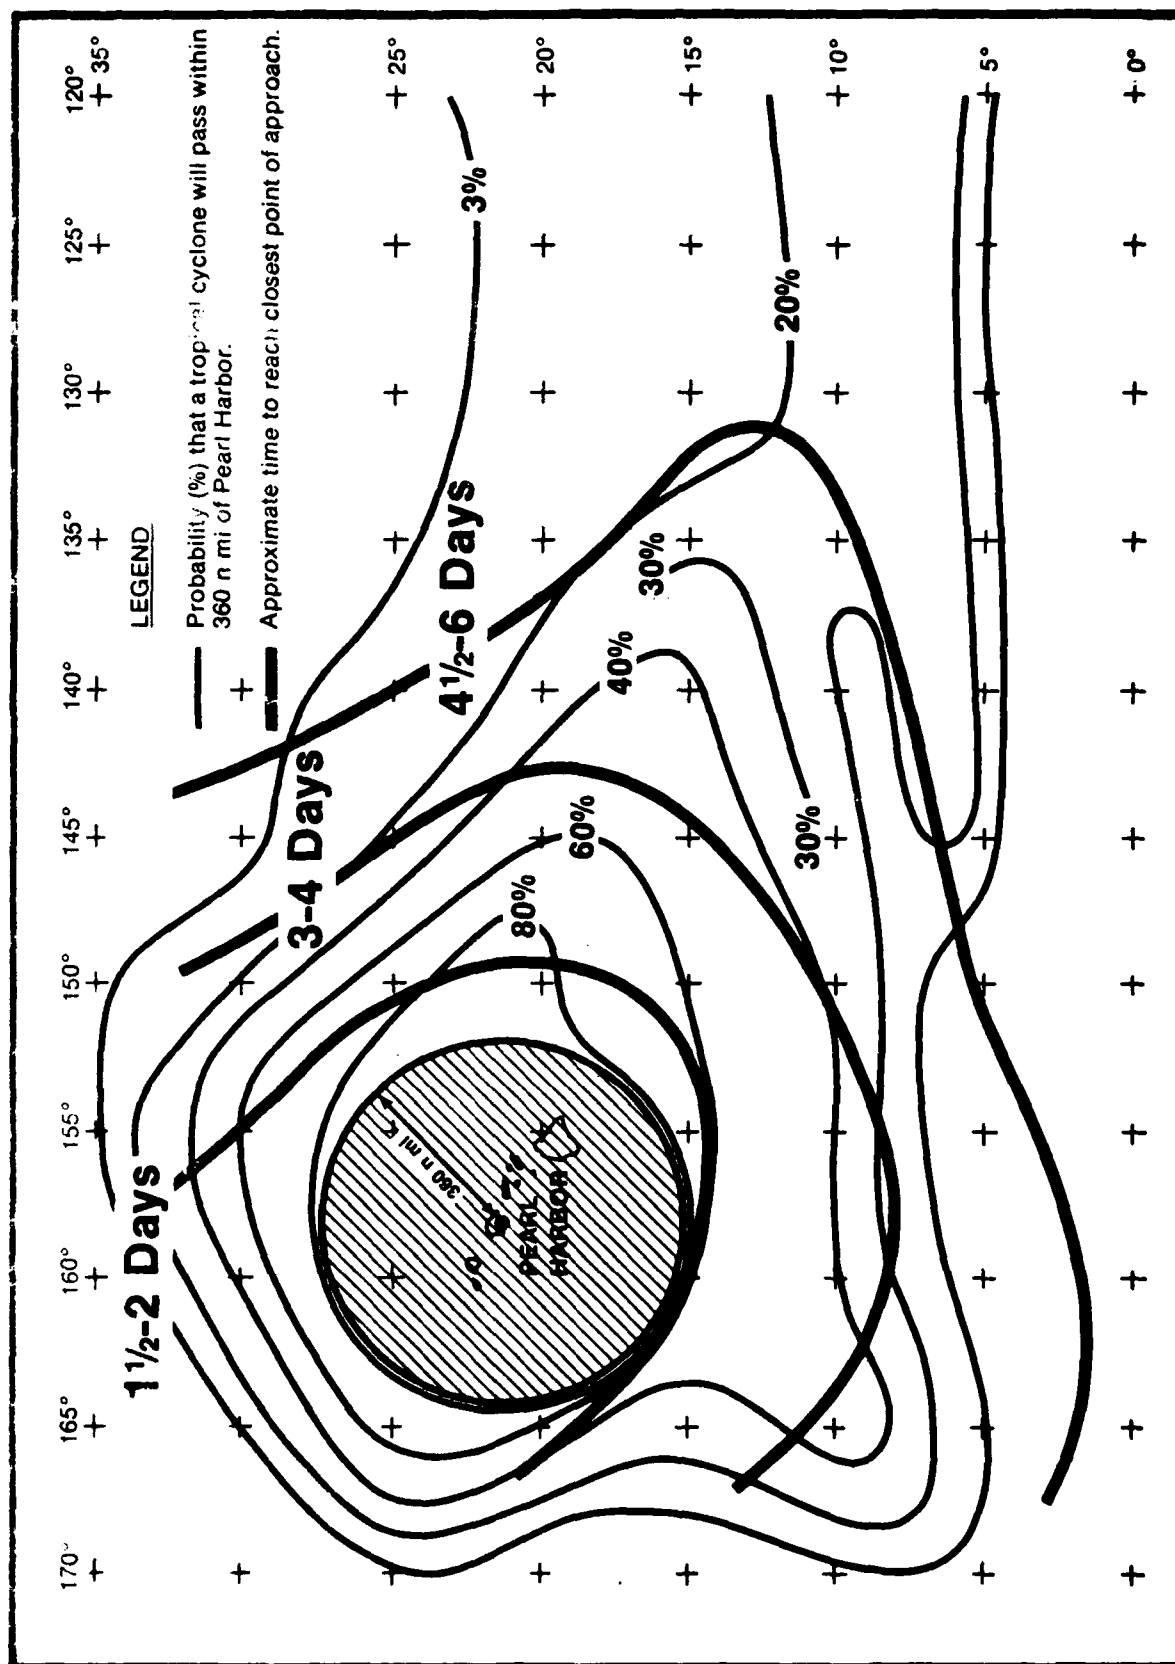 170°
165°
160°
155°
150°
145°
140°
135°
130°
125°
120°
35°
25°
20°
15°
10°
5°
0°
LEGEND
Probability (%) that a tropical cyclone will pass within
360 n mi of Pearl Harbor.
Approximate time to reach closest point of approach.
1½-2 Days
3-4 Days
4½-6 Days
3%
20%
30%
40%
30%
60%
80%
360 n mi
PEARL
HARBOR